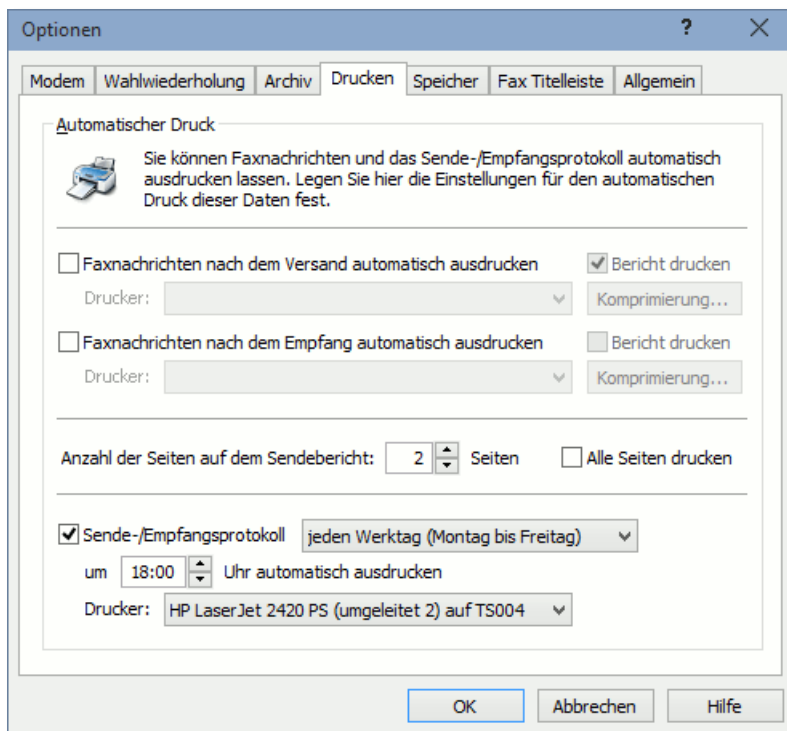 Optionen ?
Modem Wahlwiederholung Archiv Drucken Speicher Fax Titelleiste Allgemein
Automatischer Druck
Sie können Faxnachrichten und das Sende-/Empfangsprotokoll automatisch
ausdrucken lassen. Legen Sie hier die Einstellungen für den automatischen
Druck dieser Daten fest.
Faxnachrichten nach dem Versand automatisch ausdrucken Bericht drucken
Drucker: Komprimierung...
Faxnachrichten nach dem Empfang automatisch ausdrucken Bericht drucken
Drucker: Komprimierung...
Anzahl der Seiten auf dem Sendebericht: 2 Seiten Alle Seiten drucken
Sende-/Empfangsprotokoll jeden Werktag (Montag bis Freitag)
um 18:00 Uhr automatisch ausdrucken
Drucker: HP LaserJet 2420 PS (umgeleitet 2) auf TS004
OK Abbrechen Hilfe